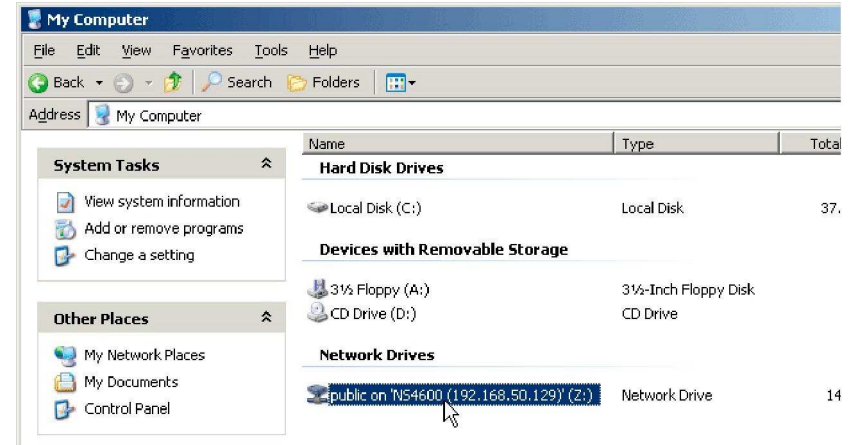 My Computer
File Edit View Favorites Tools Help
Back Search Folders
Address My Computer
Name Type Total
System Tasks
View system information
Add or remove programs
Change a setting
Other Places
My Network Places
My Documents
Control Panel
Hard Disk Drives
Local Disk (C:) Local Disk 37.
Devices with Removable Storage
3½ Floppy (A:) 3½-Inch Floppy Disk
CD Drive (D:) CD Drive
Network Drives
public on 'NS4600 (192.168.50.129)' (Z:) Network Drive 14